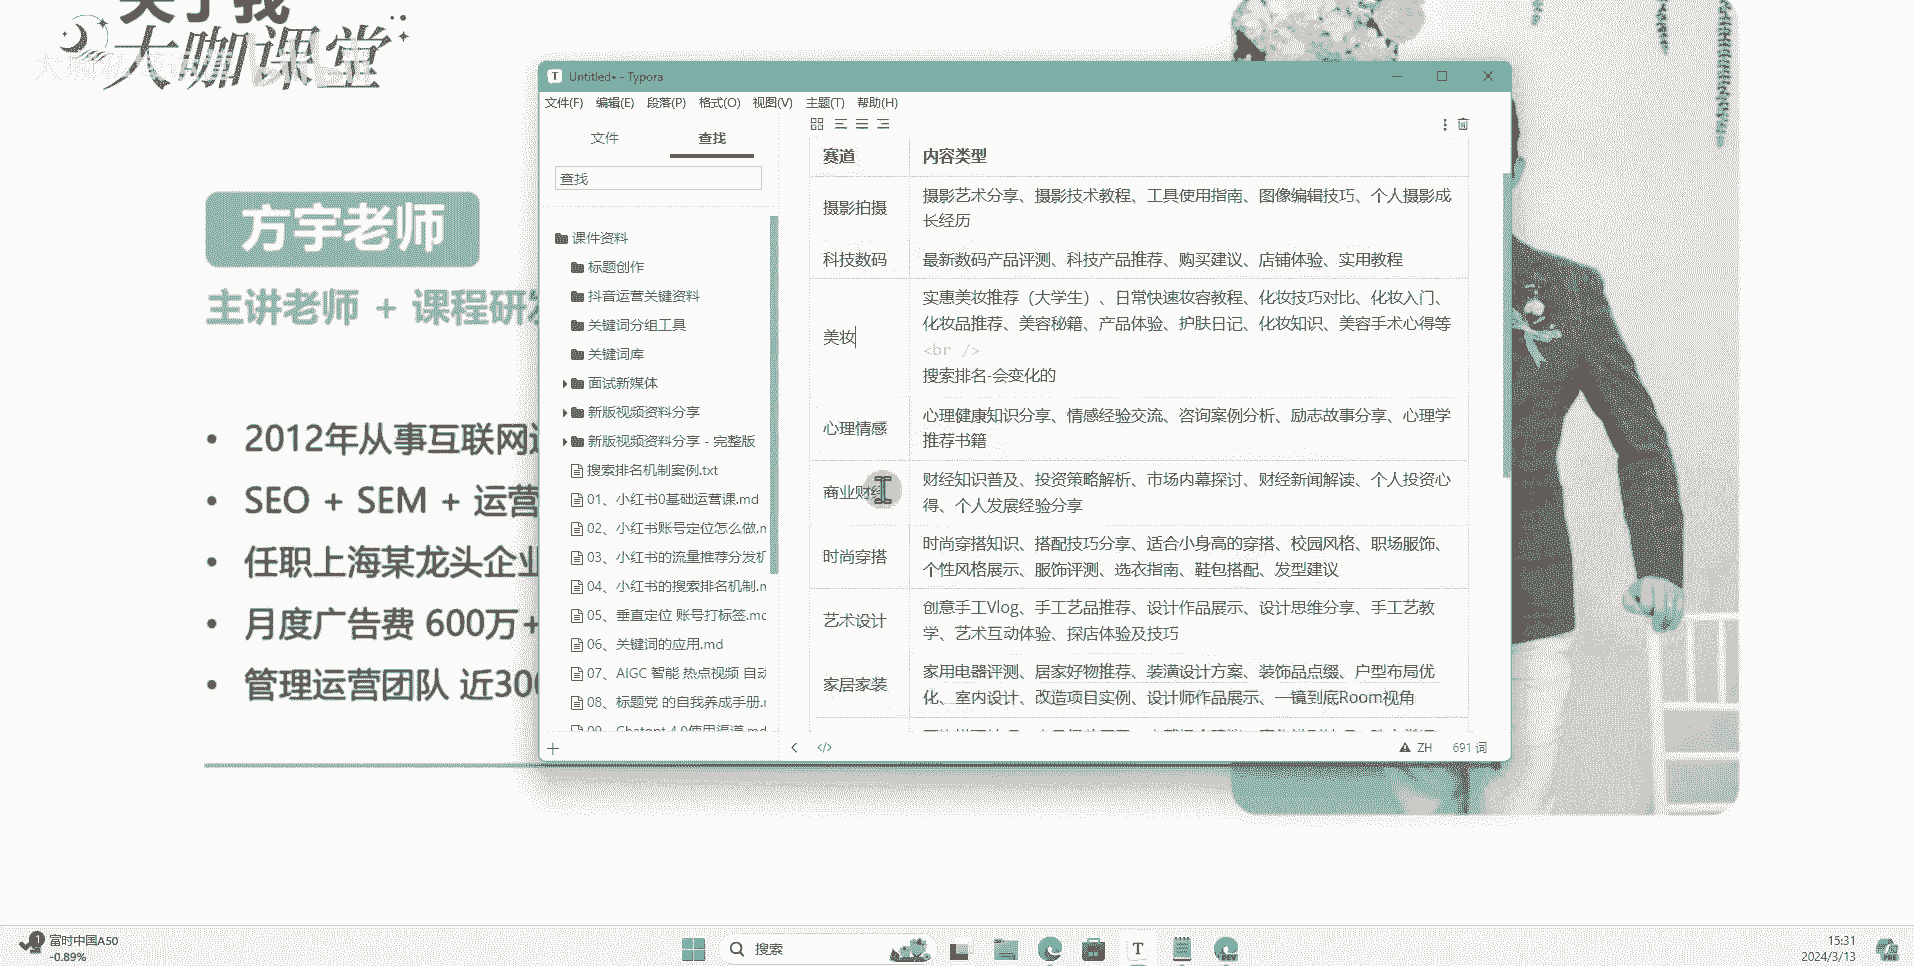 关于我
大咖课堂
方宇老师
主讲老师 + 课程研发
2012年从事互联网运
SEO + SEM + 运营
任职上海某龙头企业
月度广告费 600万+
管理运营团队 近300
Untitled• - Typora
文件(F) 编辑(E) 段落(P) 格式(O) 视图(V) 主题(T) 帮助(H)
文件 查找
查找
课件资料
标题创作
抖音运营关键资料
关键词分组工具
关键词库
面试新媒体
新版视频资料分享
新版视频资料分享 - 完整版
搜索排名机制案例.txt
01、小红书0基础运营课.md
02、小红书账号定位怎么做.m
03、小红书的流量推荐分发机
04、小红书的搜索排名机制.m
05、垂直定位 账号打标签.mc
06、关键词的应用.md
07、AIGC 智能 热点视频 自动
08、标题党 的自我养成手册.r
09、Chatgpt 4.0使用渠道.md
赛道 内容类型
摄影拍摄
摄影艺术分享、摄影技术教程、工具使用指南、图像编辑技巧、个人摄影成
长经历
科技数码 最新数码产品评测、科技产品推荐、购买建议、店铺体验、实用教程
美妆
实惠美妆推荐（大学生）、日常快速妆容教程、化妆技巧对比、化妆入门、
化妆品推荐、美容秘籍、产品体验、护肤日记、化妆知识、美容手术心得等
<br />
搜索排名-会变化的
心理情感
心理健康知识分享、情感经验交流、咨询案例分析、励志故事分享、心理学
推荐书籍
商业财经
财经知识普及、投资策略解析、市场内幕探讨、财经新闻解读、个人投资心
得、个人发展经验分享
时尚穿搭
时尚穿搭知识、搭配技巧分享、适合小身高的穿搭、校园风格、职场服饰、
个性风格展示、服饰评测、选衣指南、鞋包搭配、发型建议
艺术设计
创意手工Vlog、手工艺品推荐、设计作品展示、设计思维分享、手工艺教
学、艺术互动体验、探店体验及技巧
家居家装
家用电器评测、居家好物推荐、装潢设计方案、装饰品点缀、户型布局优
化、室内设计、改造项目实例、设计师作品展示、一镜到底Room视角
</> ZH 691 词
1
富时中国A50
-0.89%
搜索
DEV
15:31
2024/3/13
PRE